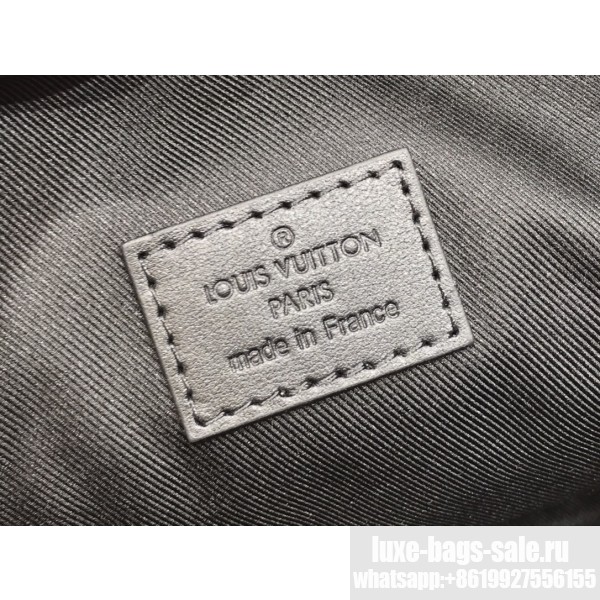 ®
LOUIS VUITTON
PARIS
made in France
luxe-bags-sale.ru
whatsapp:+8619927556155